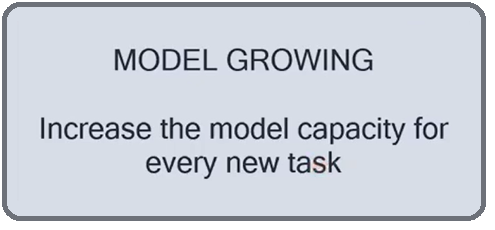 MODEL GROWING
Increase the model capacity for
every new task